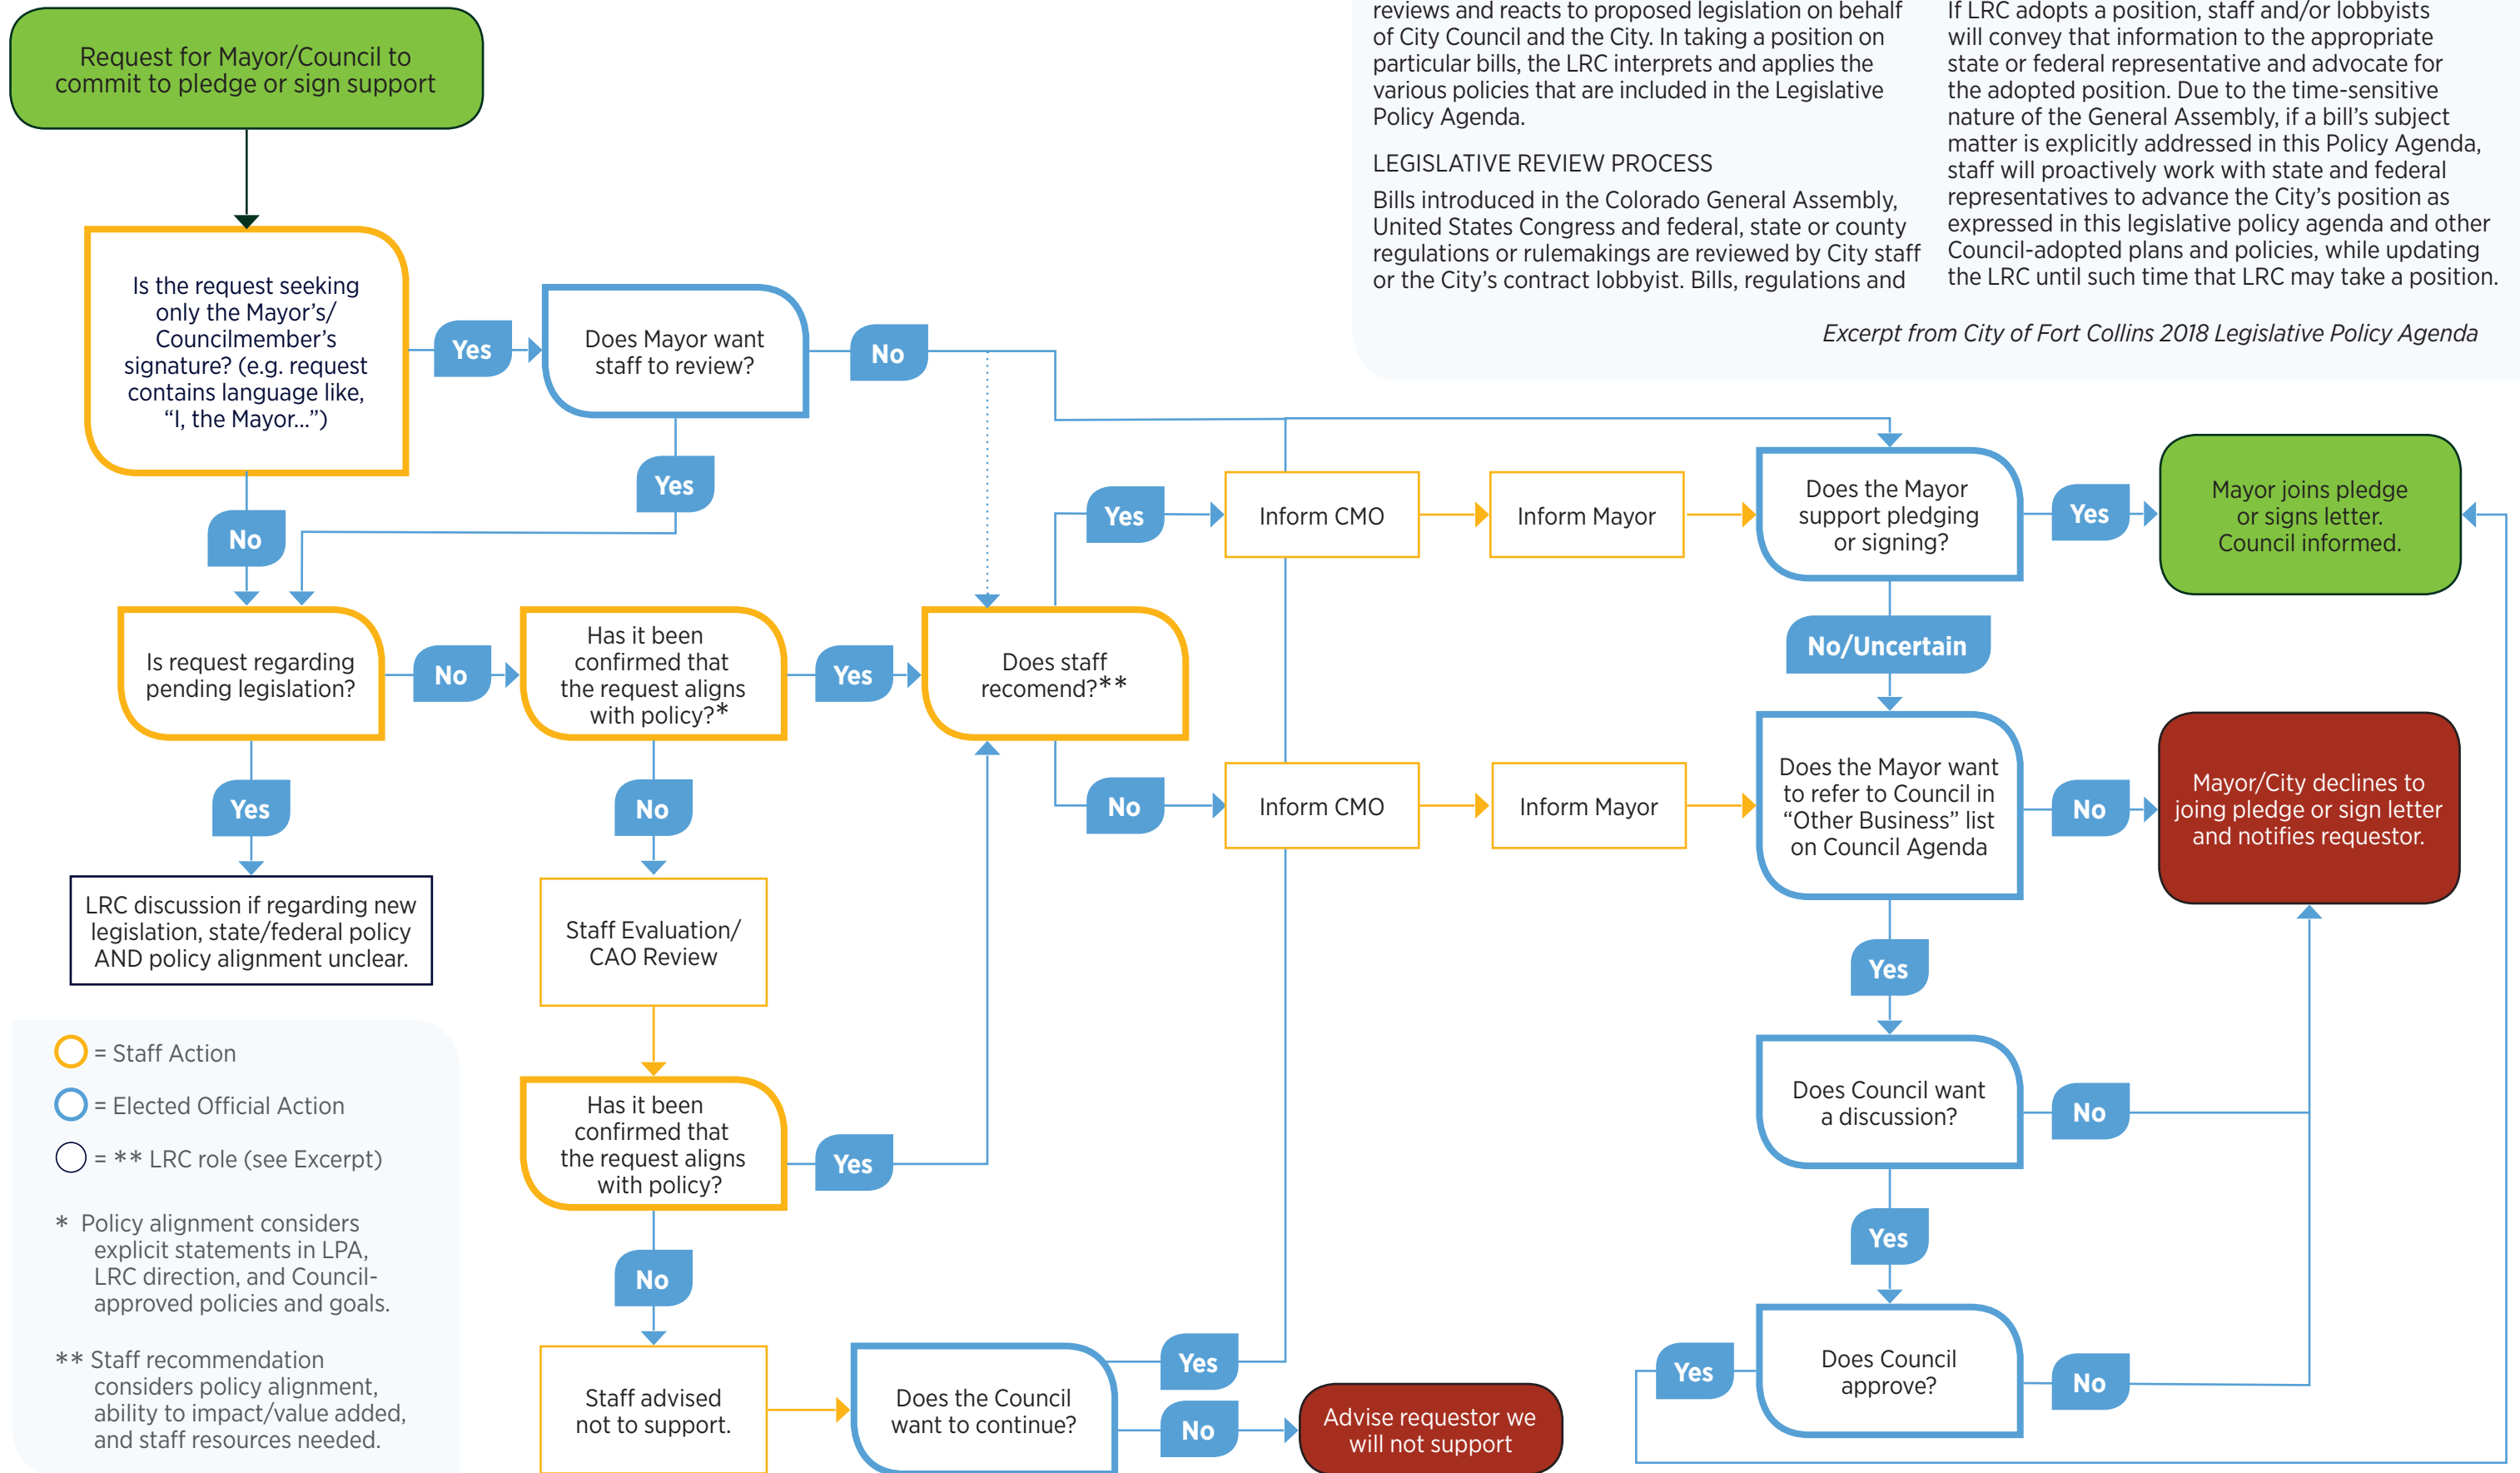 Request for Mayor/Council to
commit to pledge or sign support
reviews and reacts to proposed legislation on behalf
of City Council and the City. In taking a position on
particular bills, the LRC interprets and applies the
various policies that are included in the Legislative
Policy Agenda.
LEGISLATIVE REVIEW PROCESS
Bills introduced in the Colorado General Assembly,
United States Congress and federal, state or county
regulations or rulemakings are reviewed by City staff
or the City's contract lobbyist. Bills, regulations and
If LRC adopts a position, staff and/or lobbyists
will convey that information to the appropriate
state or federal representative and advocate for
the adopted position. Due to the time-sensitive
nature of the General Assembly, if a bill's subject
matter is explicitly addressed in this Policy Agenda,
staff will proactively work with state and federal
representatives to advance the City's position as
expressed in this legislative policy agenda and other
Council-adopted plans and policies, while updating
the LRC until such time that LRC may take a position.
Excerpt from City of Fort Collins 2018 Legislative Policy Agenda
Is the request seeking
only the Mayor's/
Councilmember's
signature? (e.g. request
contains language like,
“I, the Mayor...”)
Yes
Does Mayor want
staff to review?
No
Yes
No
Is request regarding
pending legislation?
No
Has it been
confirmed that
the request aligns
with policy?*
Yes
Does staff
recomend?**
Yes
Inform CMO
Inform Mayor
Does the Mayor
support pledging
or signing?
Yes
Mayor joins pledge
or signs letter.
Council informed.
No/Uncertain
No
Inform CMO
Inform Mayor
Does the Mayor want
to refer to Council in
“Other Business” list
on Council Agenda
No
Mayor/City declines to
joing pledge or sign letter
and notifies requestor.
Yes
LRC discussion if regarding new
legislation, state/federal policy
AND policy alignment unclear.
No
Staff Evaluation/
CAO Review
Has it been
confirmed that
the request aligns
with policy?
Yes
No
Staff advised
not to support.
Does the Council
want to continue?
Yes
No
Advise requestor we
will not support
Yes
Does Council want
a discussion?
No
Yes
Does Council
approve?
Yes
No
= Staff Action
= Elected Official Action
= ** LRC role (see Excerpt)
* Policy alignment considers
explicit statements in LPA,
LRC direction, and Council-
approved policies and goals.
** Staff recommendation
considers policy alignment,
ability to impact/value added,
and staff resources needed.